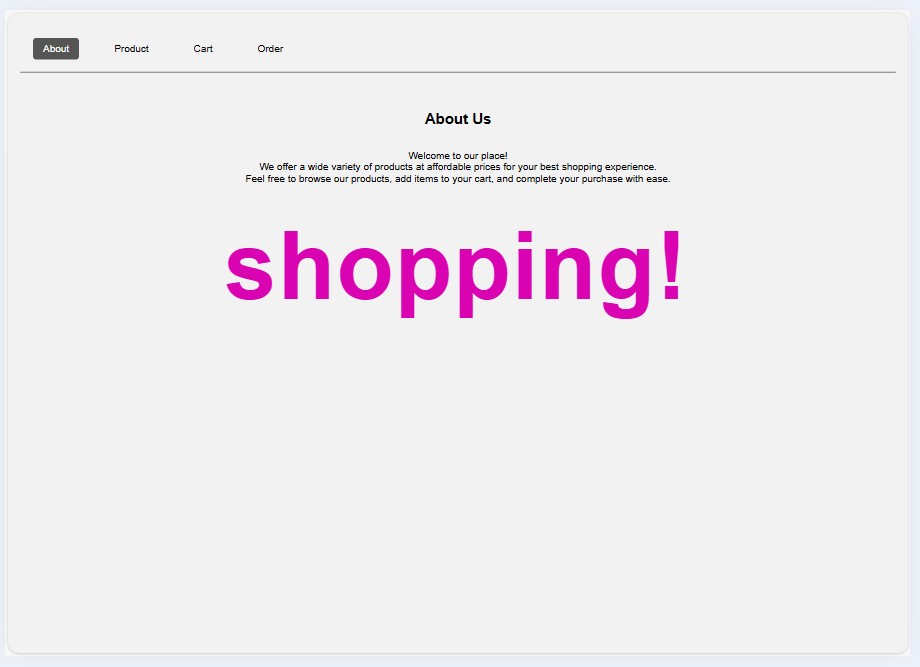 About Product Cart Order
About Us
Welcome to our place!
We offer a wide variety of products at affordable prices for your best shopping experience.
Feel free to browse our products, add items to your cart, and complete your purchase with ease.
shopping!